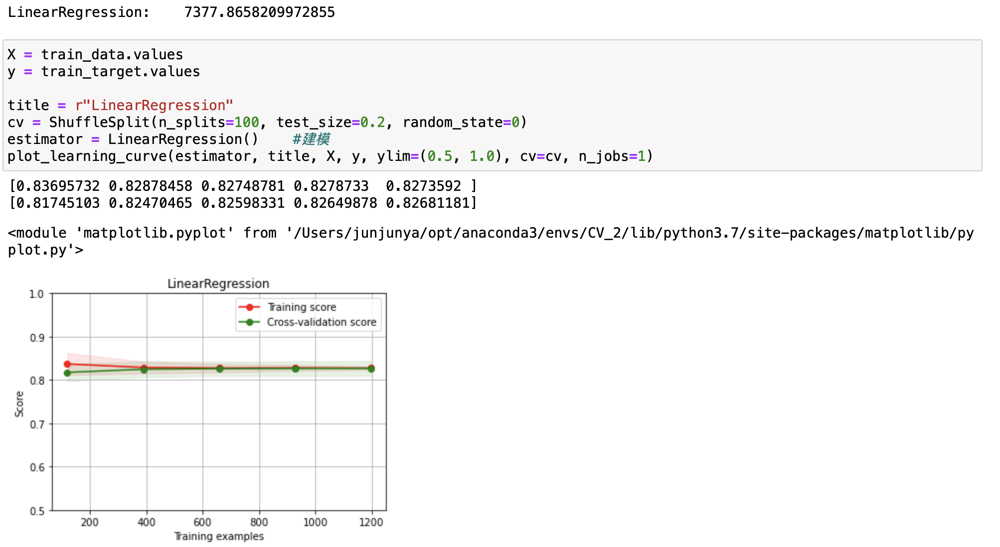 LinearRegression:    7377.8658209972855
X = train_data.values
y = train_target.values
title = r"LinearRegression"
cv = ShuffleSplit(n_splits=100, test_size=0.2, random_state=0)
estimator = LinearRegression()    #建模
plot_learning_curve(estimator, title, X, y, ylim=(0.5, 1.0), cv=cv, n_jobs=1)
[0.83695732 0.82878458 0.82748781 0.8278733  0.8273592 ]
[0.81745103 0.82470465 0.82598331 0.82649878 0.82681181]
<module 'matplotlib.pyplot' from '/Users/junjunya/opt/anaconda3/envs/CV_2/lib/python3.7/site-packages/matplotlib/py
plot.py'>
LinearRegression
1.0
Training score
Cross-validation score
0.9
0.8
Score
0.7
0.6
0.5
200 400 600 800 1000 1200
Training examples